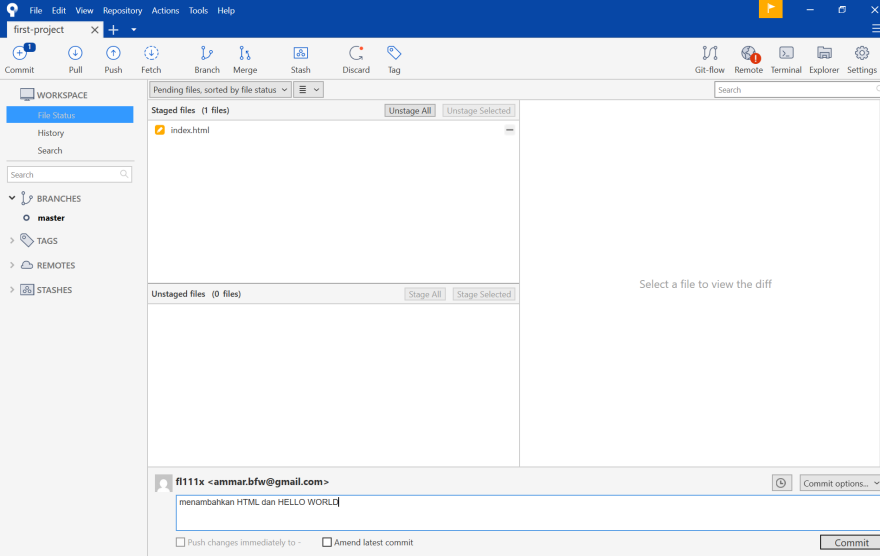 File Edit View Repository Actions Tools Help
first-project
1
Commit Pull Push Fetch Branch Merge Stash Discard Tag Git-flow Remote Terminal Explorer Settings
WORKSPACE
File Status
History
Search
Search
BRANCHES
master
TAGS
REMOTES
STASHES
Pending files, sorted by file status
Search
Staged files (1 files) Unstage All Unstage Selected
index.html
Select a file to view the diff
Unstaged files (0 files) Stage All Stage Selected
fl111x <ammar.bfw@gmail.com> Commit options...
menambahkan HTML dan HELLO WORLD
Push changes immediately to - Amend latest commit Commit